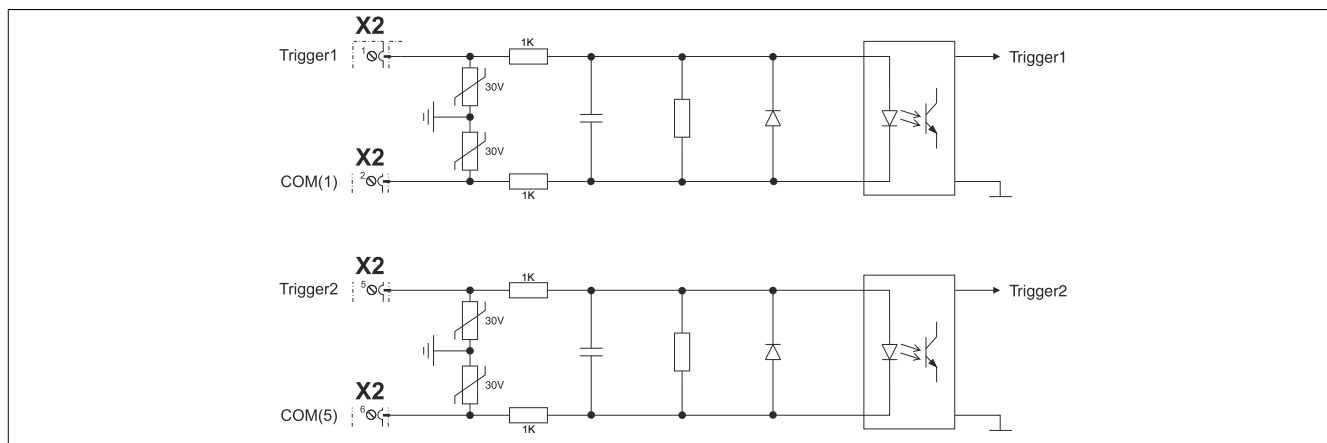 X2
1K
Trigger1
1
Trigger1
30V
30V
X2
COM(1)
2
1K
X2
1K
Trigger2
5
Trigger2
30V
30V
X2
COM(5)
6
1K